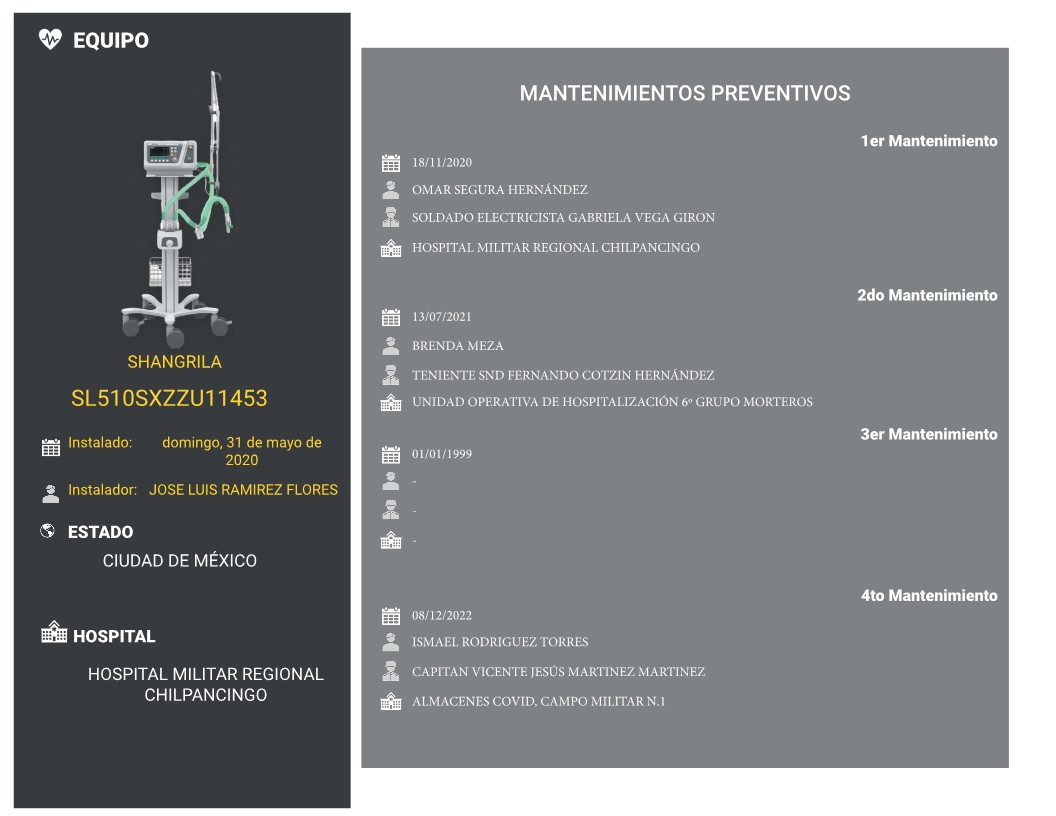 EQUIPO
SHANGRILA
SL510SXZZU11453
Instalado: domingo, 31 de mayo de
2020
Instalador: JOSE LUIS RAMIREZ FLORES
ESTADO
CIUDAD DE MÉXICO
HOSPITAL
HOSPITAL MILITAR REGIONAL
CHILPANCINGO
MANTENIMIENTOS PREVENTIVOS
1er Mantenimiento
18/11/2020
OMAR SEGURA HERNÁNDEZ
SOLDADO ELECTRICISTA GABRIELA VEGA GIRON
HOSPITAL MILITAR REGIONAL CHILPANCINGO
2do Mantenimiento
13/07/2021
BRENDA MEZA
TENIENTE SND FERNANDO COTZIN HERNÁNDEZ
UNIDAD OPERATIVA DE HOSPITALIZACIÓN 6º GRUPO MORTEROS
3er Mantenimiento
01/01/1999
-
-
-
4to Mantenimiento
08/12/2022
ISMAEL RODRIGUEZ TORRES
CAPITAN VICENTE JESÚS MARTINEZ MARTINEZ
ALMACENES COVID, CAMPO MILITAR N.1